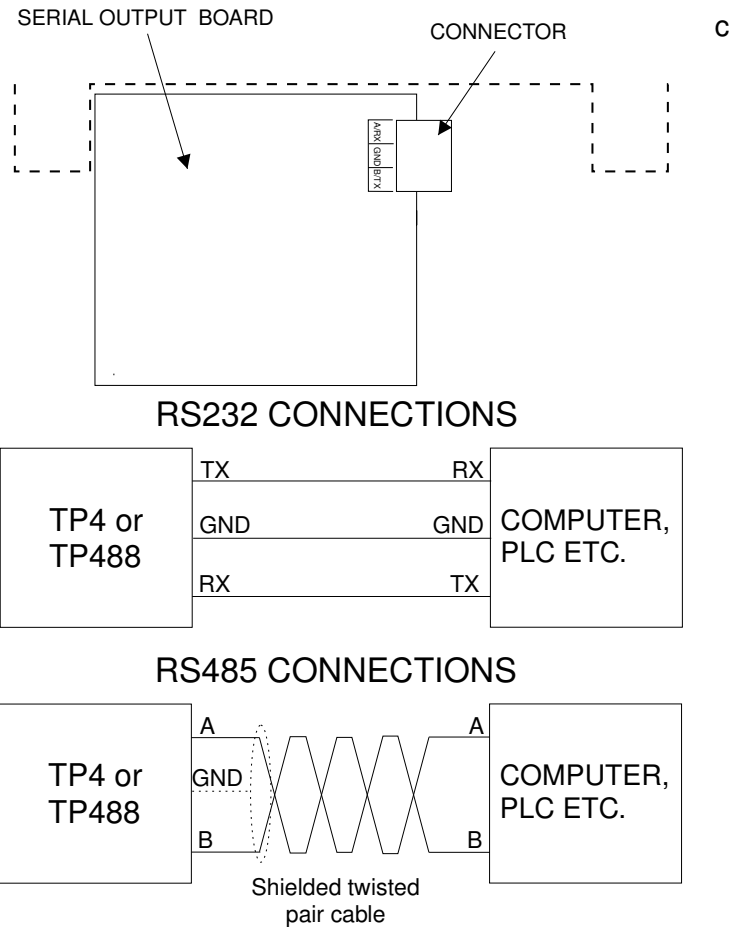 SERIAL OUTPUT BOARD
CONNECTOR
c
A/RX GND B/TX
RS232 CONNECTIONS
TX RX
TP4 or
TP488
GND GND
COMPUTER,
PLC ETC.
RX TX
RS485 CONNECTIONS
A A
TP4 or
TP488
GND
COMPUTER,
PLC ETC.
B B
Shielded twisted
pair cable